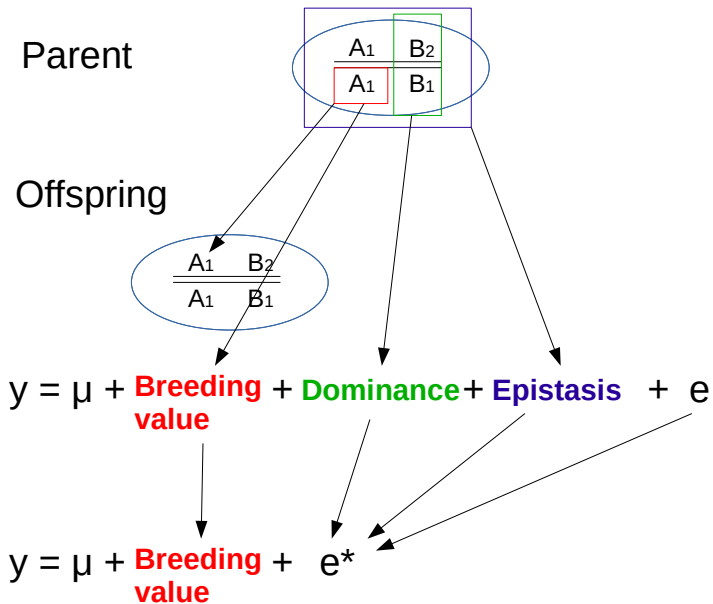 Parent
A1 B2
A1 B1
Offspring
A1 B2
A1 B1
y = μ + Breeding value + Dominance + Epistasis + e
y = μ + Breeding value + e*